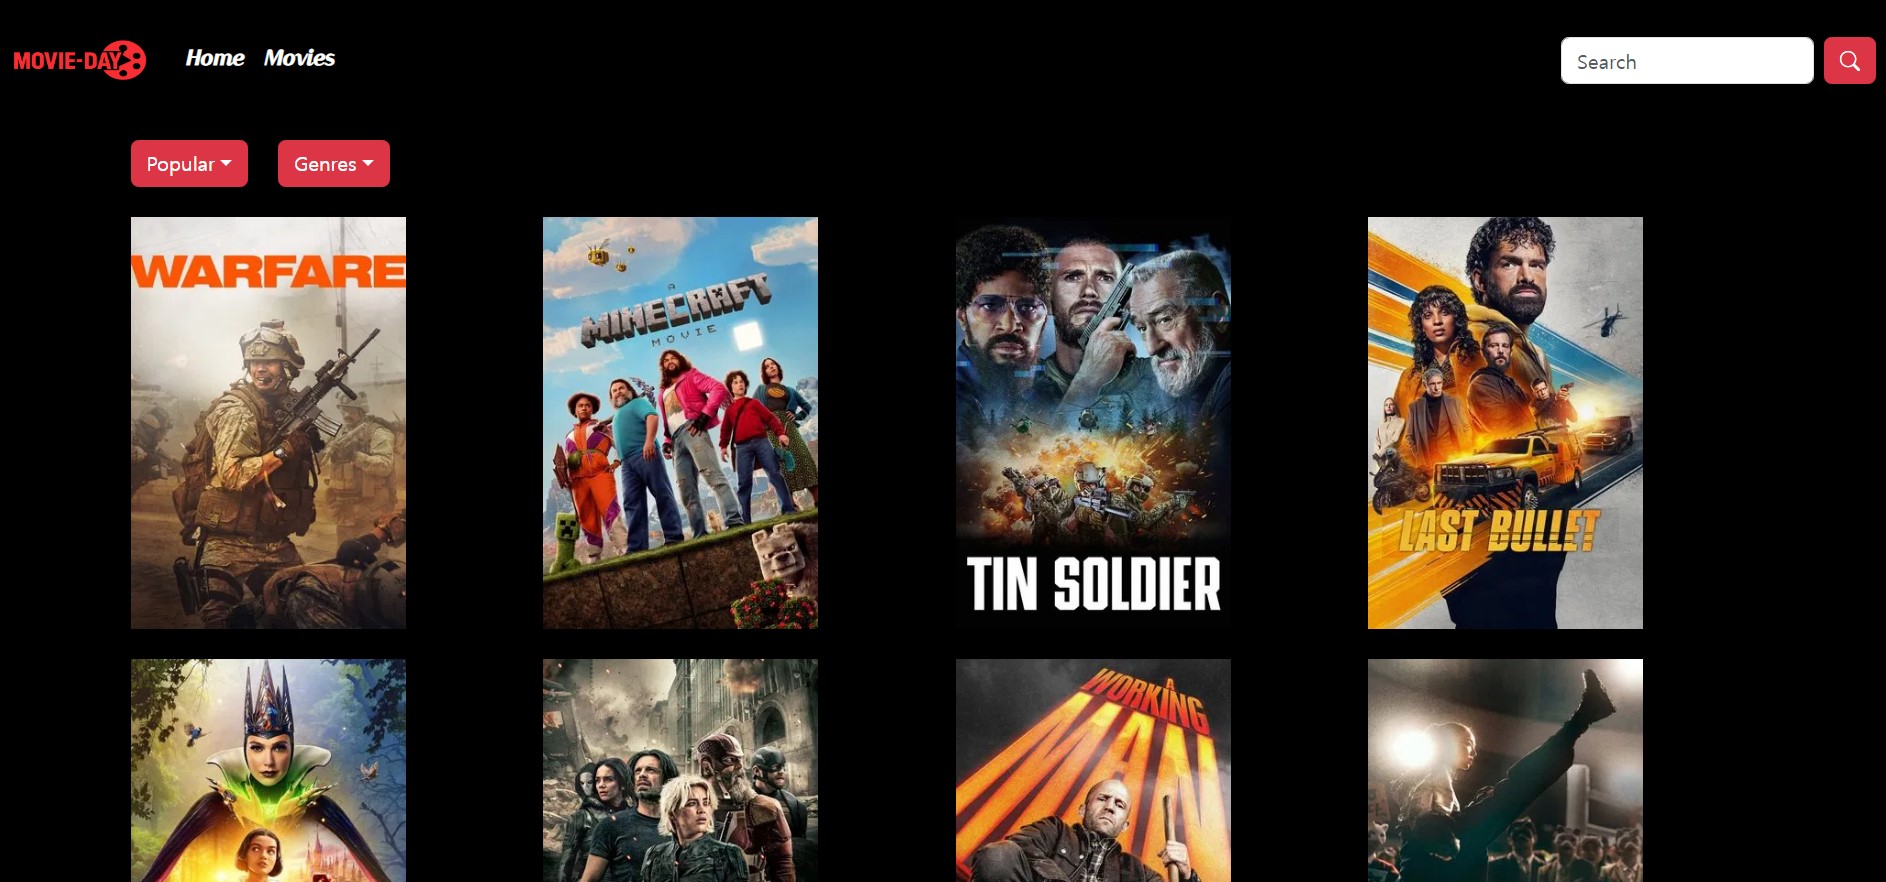 MOVIE-DAY
Home Movies
Search
Popular
Genres
WARFARE
A
MINECRAFT
MOVIE
TIN SOLDIER
LAST BULLET
A
WORKING
MAN